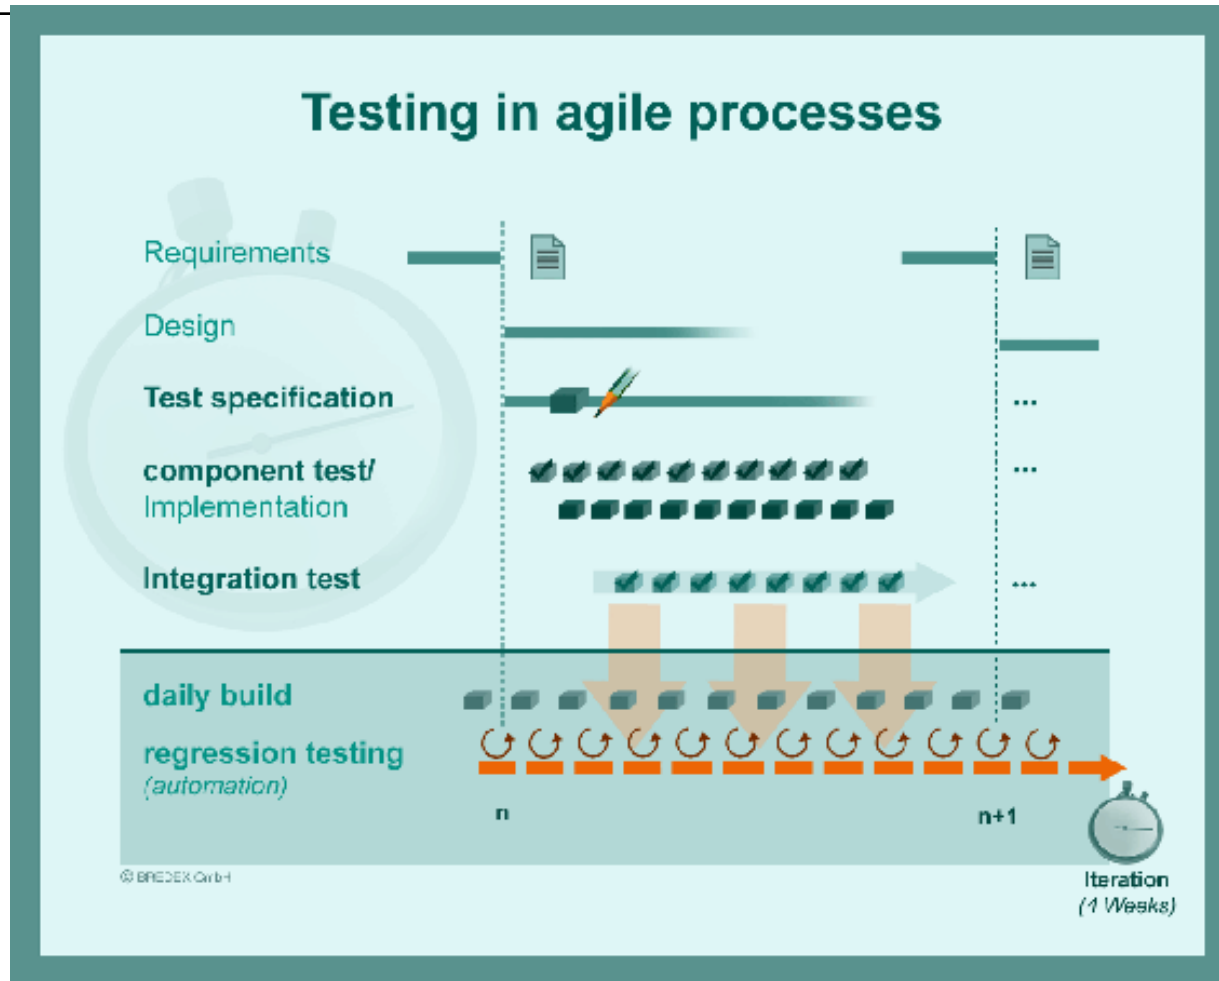 Testing in agile processes
Requirements
Design
Test specification
...
component test/
...
Implementation
Integration test
...
daily build
regression testing
(automation)
n
n+1
© BREDEX GmbH
Iteration
(4 Weeks)